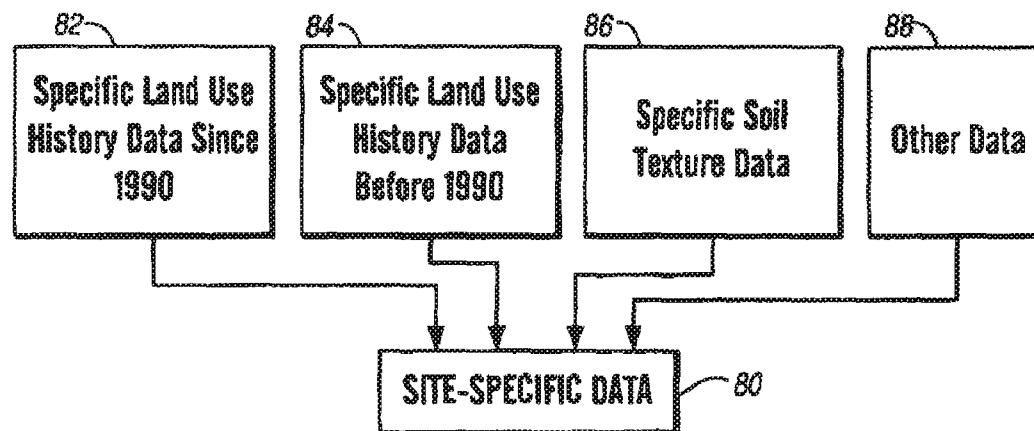 82
Specific Land Use
History Data Since
1990
84
Specific Land Use
History Data
Before 1990
86
Specific Soil
Texture Data
88
Other Data
SITE-SPECIFIC DATA
80